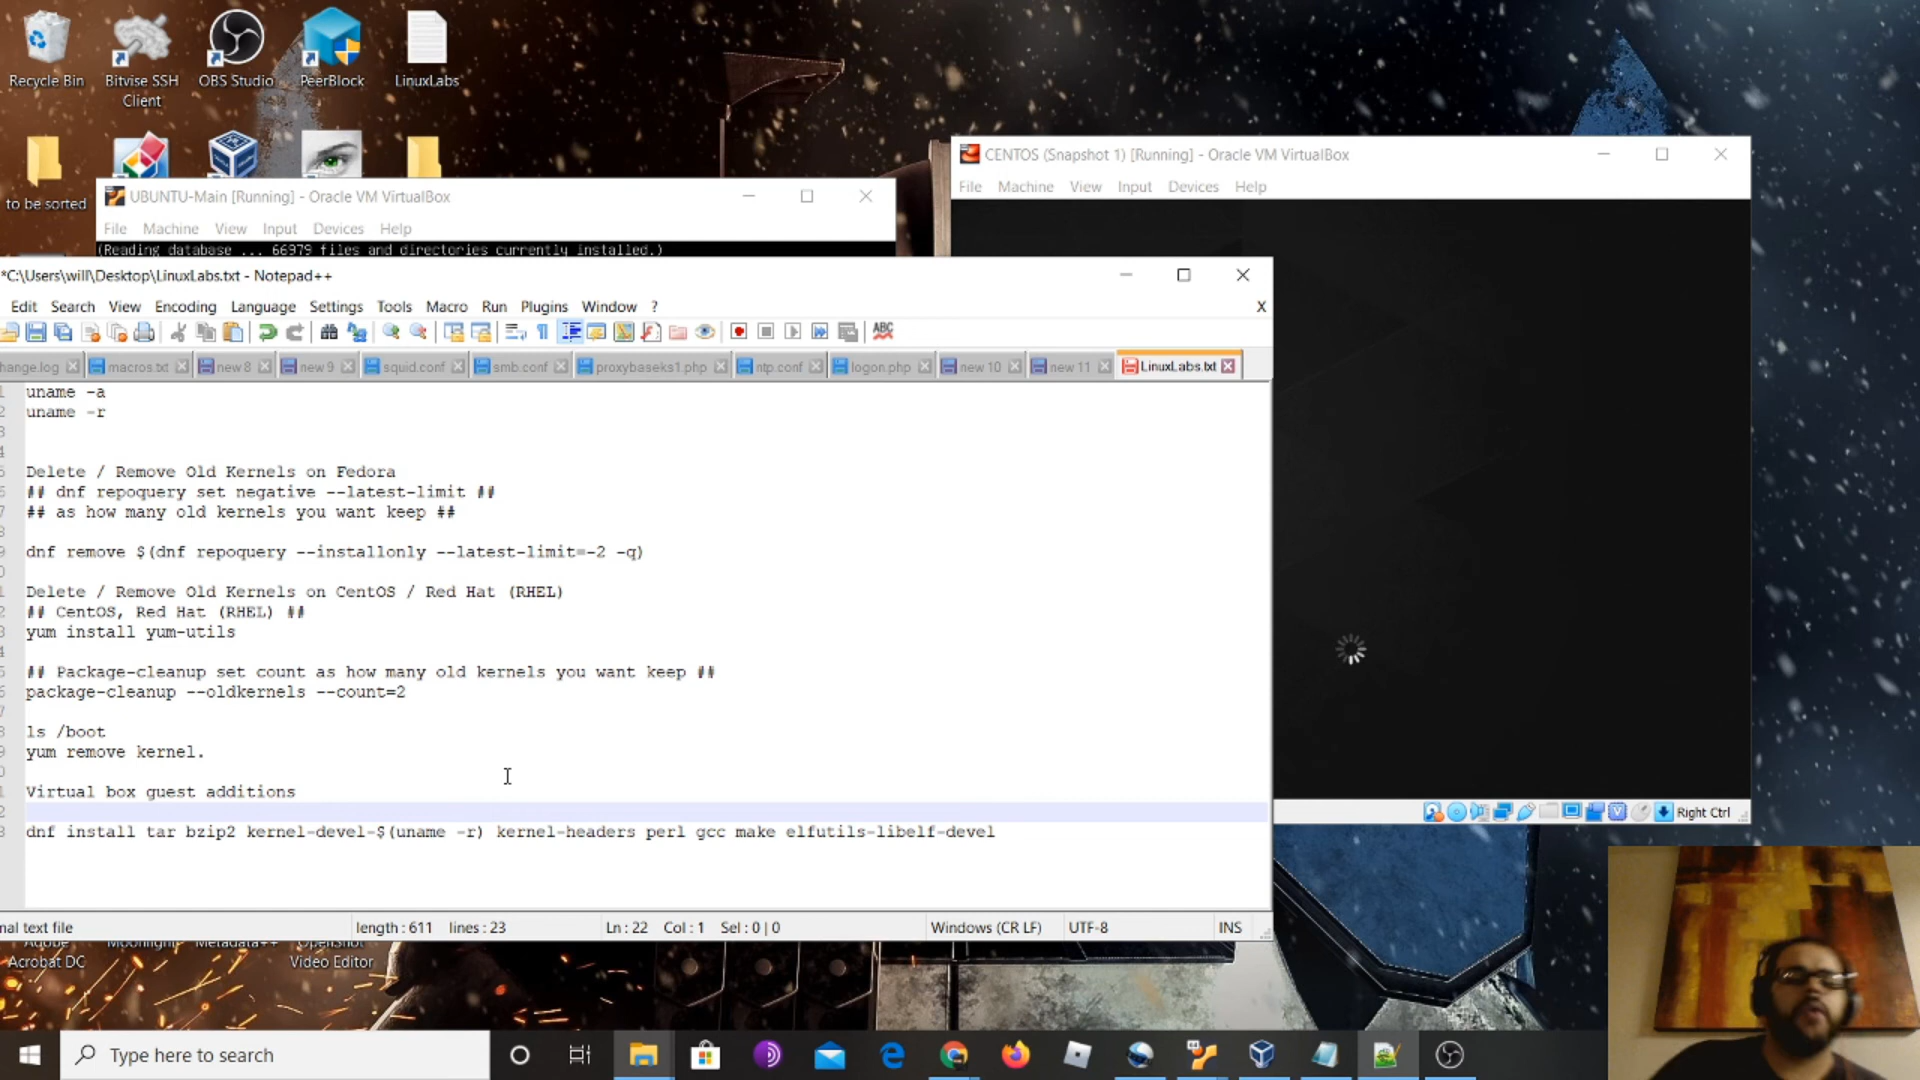 Recycle Bin
Bitvise SSH
Client
OBS Studio
PeerBlock
LinuxLabs
to be sorted
UBUNTU-Main [Running] - Oracle VM VirtualBox
File Machine View Input Devices Help
(Reading database ... 66979 files and directories currently installed.)
CENTOS (Snapshot 1) [Running] - Oracle VM VirtualBox
File Machine View Input Devices Help
Right Ctrl
*C:\Users\will\Desktop\LinuxLabs.txt - Notepad++
Edit Search View Encoding Language Settings Tools Macro Run Plugins Window ? X
hange.log macros.txt new 8 new 9 squid.conf smb.conf proxybaseks1.php ntp.conf logon.php new 10 new 11 LinuxLabs.txt
uname -a
uname -r
Delete / Remove Old Kernels on Fedora
## dnf repoquery set negative --latest-limit ##
## as how many old kernels you want keep ##
dnf remove $(dnf repoquery --installonly --latest-limit=-2 -q)
Delete / Remove Old Kernels on CentOS / Red Hat (RHEL)
## CentOS, Red Hat (RHEL) ##
yum install yum-utils
## Package-cleanup set count as how many old kernels you want keep ##
package-cleanup --oldkernels --count=2
ls /boot
yum remove kernel.
Virtual box guest additions
dnf install tar bzip2 kernel-devel-$(uname -r) kernel-headers perl gcc make elfutils-libelf-devel
nal text file length : 611 lines : 23 Ln : 22 Col : 1 Sel : 0 | 0 Windows (CR LF) UTF-8 INS
Acrobat DC
Video Editor
Type here to search